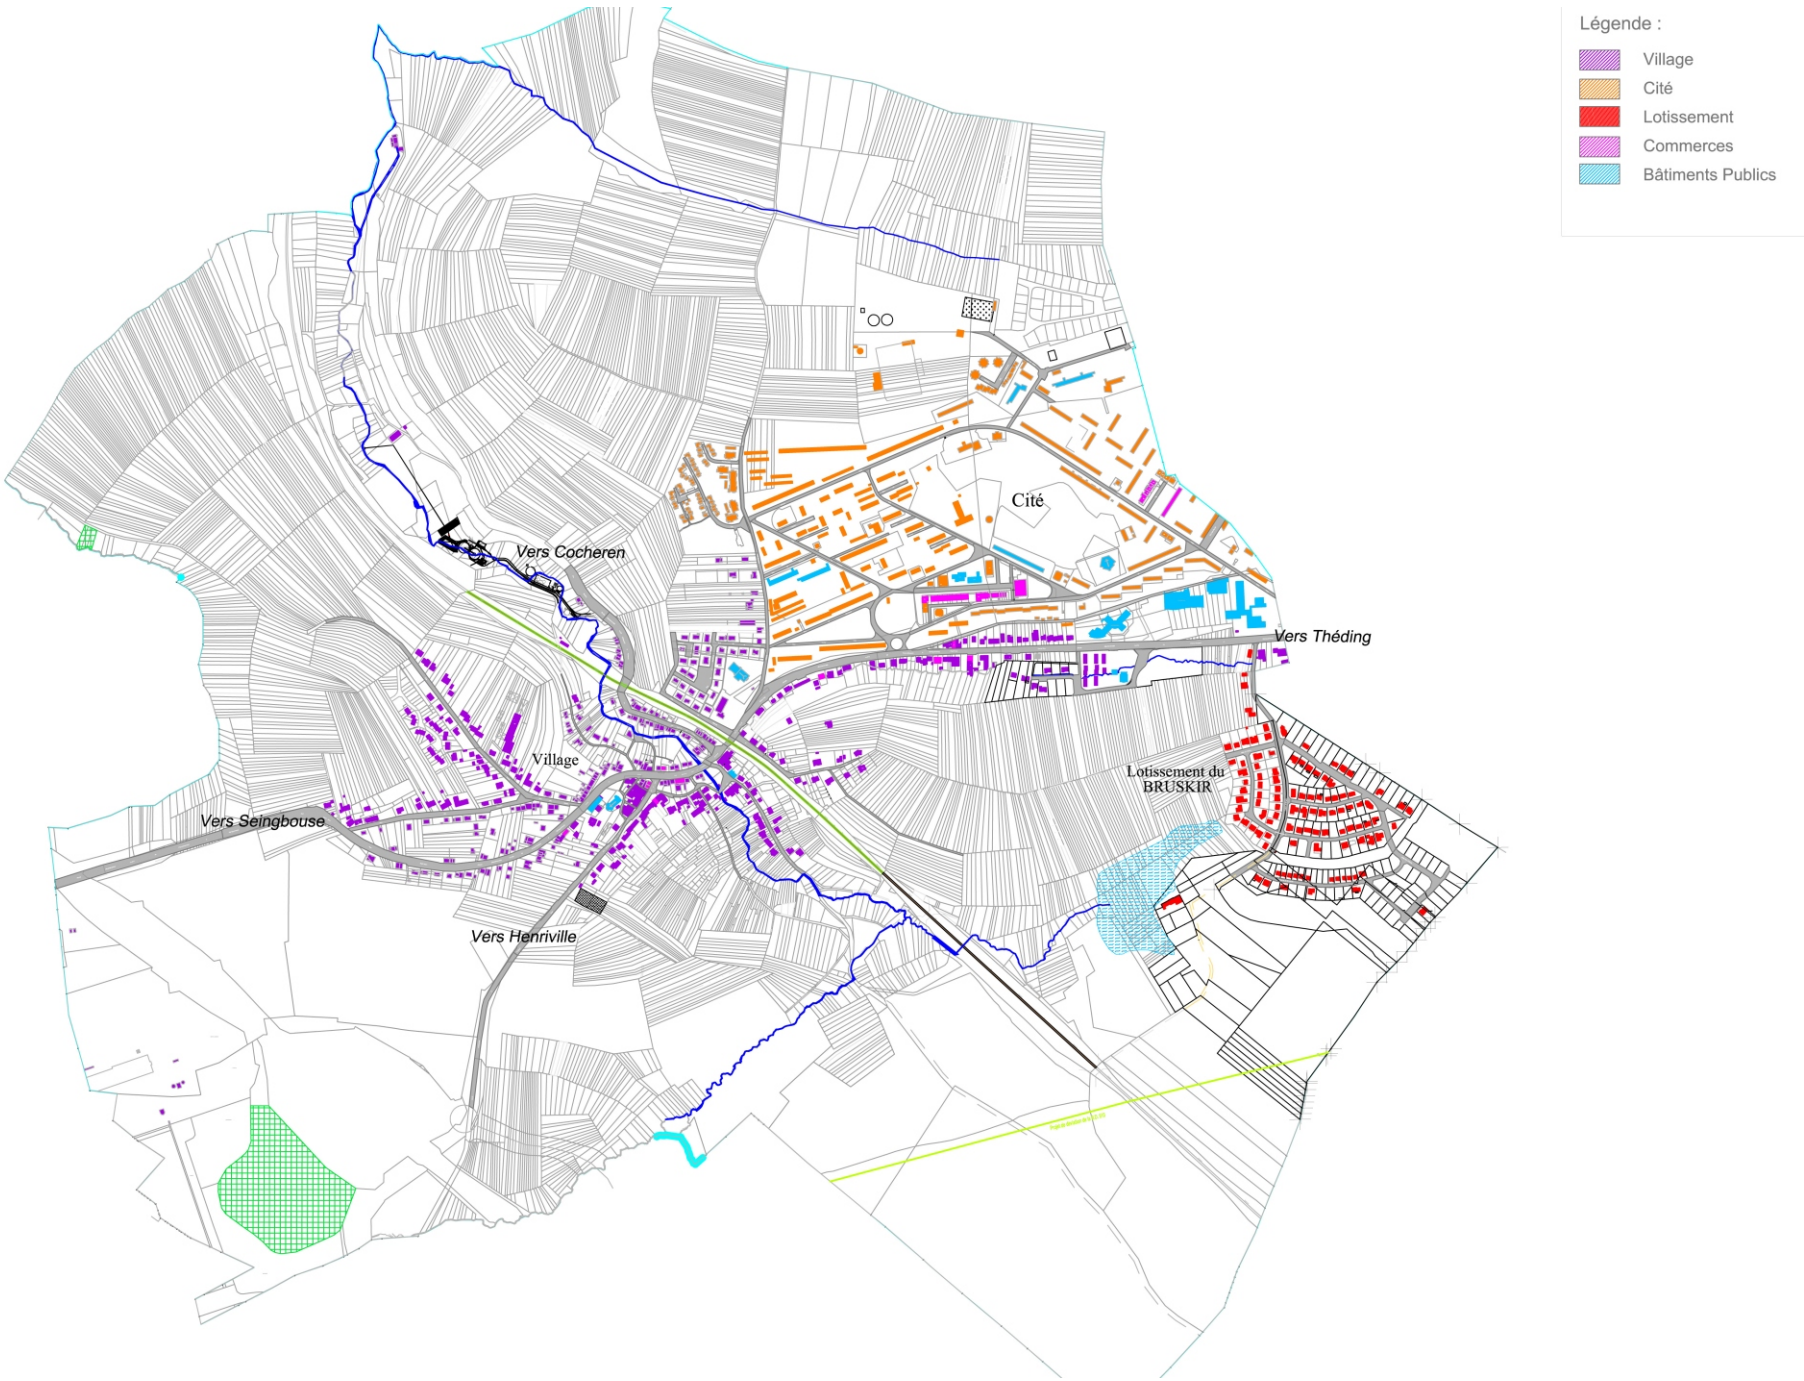 Légende :
Village
Cité
Lotissement
Commerces
Bâtiments Publics
Cité
Vers Cocheren
Vers Théding
Village
Lotissement du
BRUSKIR
Vers Seingbouse
Vers Henriville